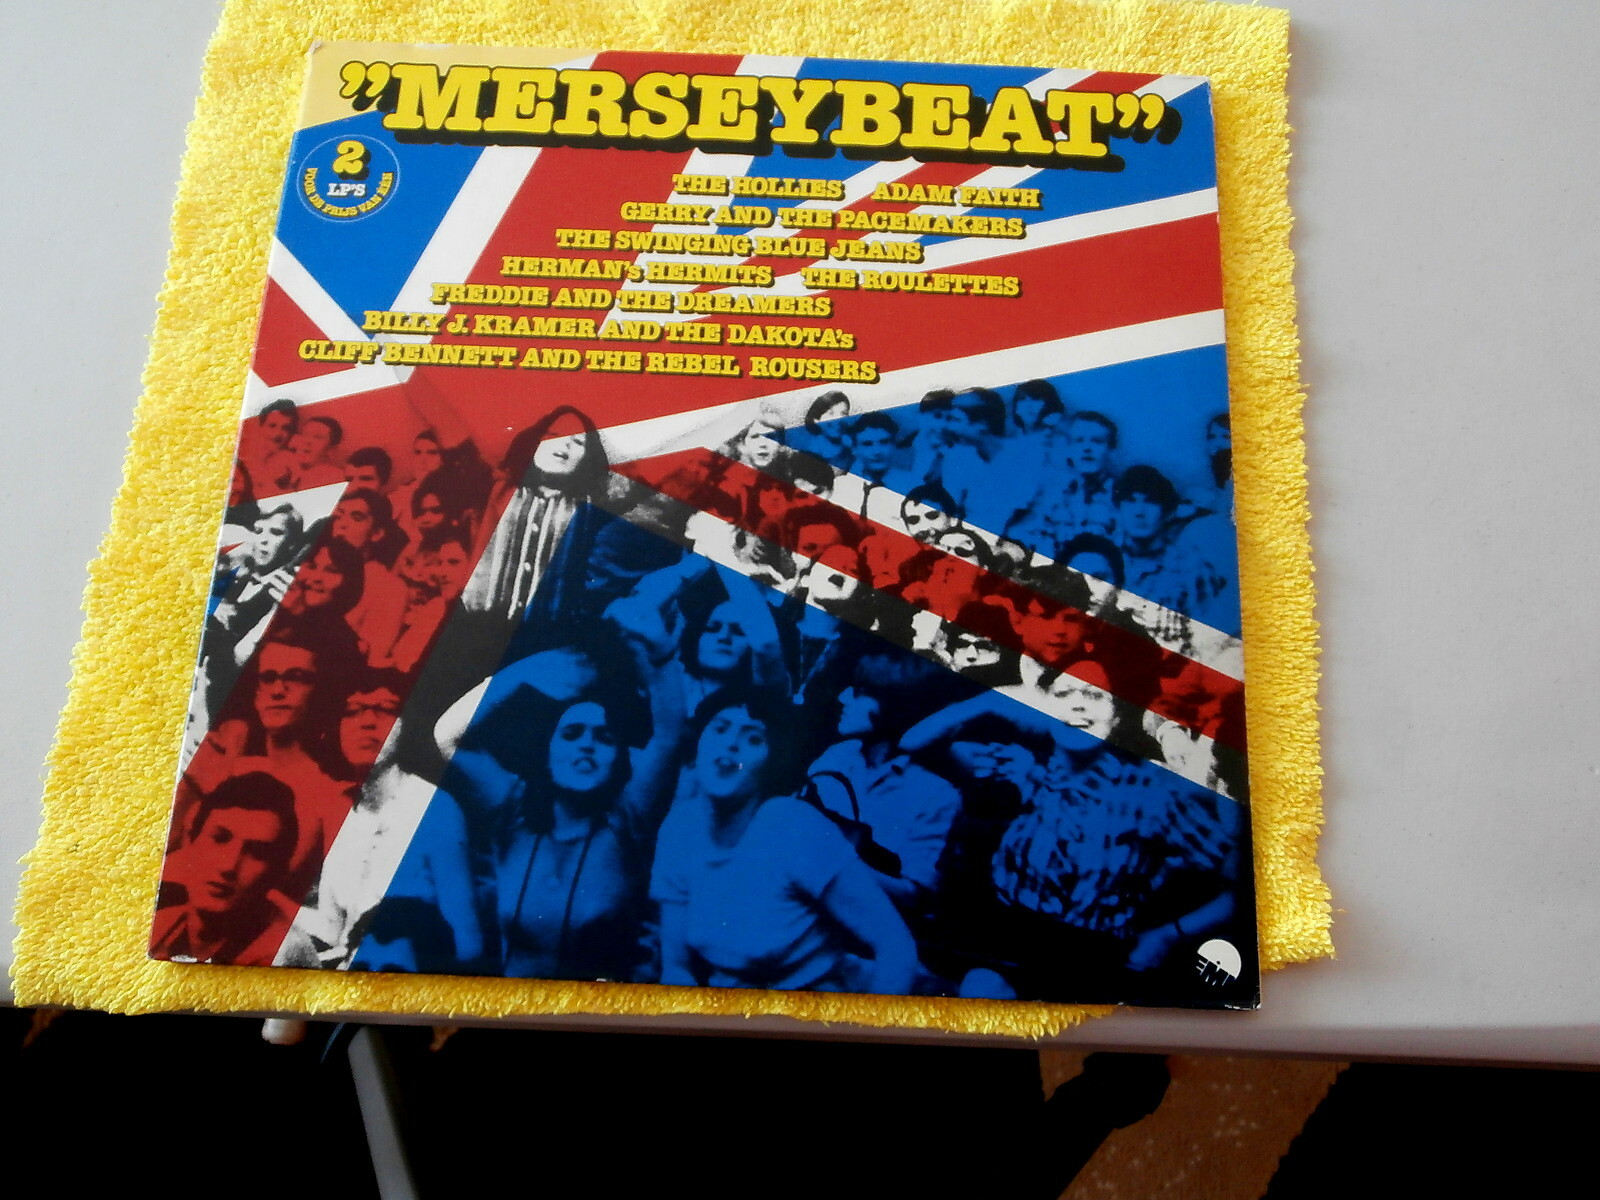 "MERSEYBEAT"
2
LP'S
VOOR DE PRIJS VAN EEN
THE HOLLIES ADAM FAITH
GERRY AND THE PACEMAKERS
THE SWINGING BLUE JEANS
HERMAN's HERMITS THE ROULETTES
FREDDIE AND THE DREAMERS
BILLY J. KRAMER AND THE DAKOTA's
CLIFF BENNETT AND THE REBEL ROUSERS
EMI